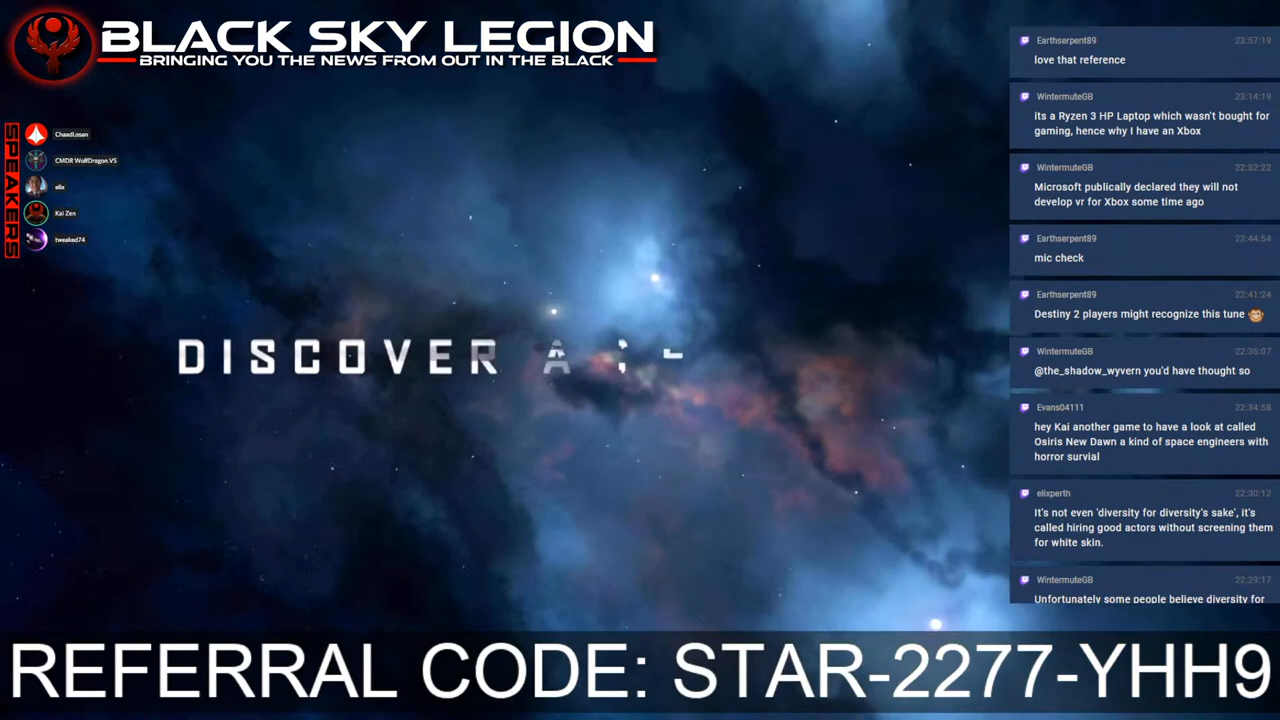 BLACK SKY LEGION
BRINGING YOU THE NEWS FROM OUT IN THE BLACK
SPEAKERS
ChaadLosan
CMDR WolfDragon.VS
elix
Kai Zen
tweaked74
DISCOVER A
Earthserpent89 23:57:19
love that reference
WintermuteGB 23:14:19
its a Ryzen 3 HP Laptop which wasn't bought for
gaming, hence why I have an Xbox
WintermuteGB 22:52:22
Microsoft publically declared they will not
develop vr for Xbox some time ago
Earthserpent89 22:44:54
mic check
Earthserpent89 22:41:24
Destiny 2 players might recognize this tune
WintermuteGB 22:35:07
@the_shadow_wyvern you'd have thought so
Evans04111 22:34:58
hey Kai another game to have a look at called
Osiris New Dawn a kind of space engineers with
horror survial
elixperth 22:30:12
It's not even 'diversity for diversity's sake', it's
called hiring good actors without screening them
for white skin.
WintermuteGB 22:29:17
Unfortunately some people believe diversity for
REFERRAL CODE: STAR-2277-YHH9